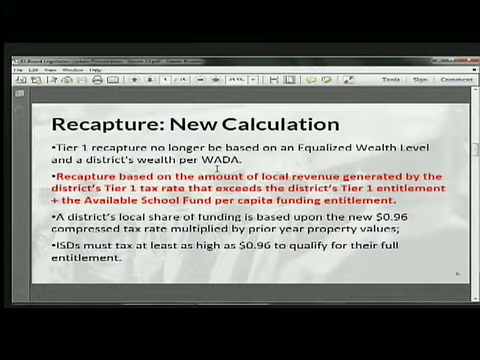 File Edit View Window Help
Tools Sign Comment
Recapture: New Calculation
•Tier 1 recapture no longer be based on an Equalized Wealth Level
and a district's wealth per WADA.
•Recapture based on the amount of local revenue generated by the
district's Tier 1 tax rate that exceeds the district's Tier 1 entitlement
+ the Available School Fund per capita funding entitlement.
•A district's local share of funding is based upon the new $0.96
compressed tax rate multiplied by prior year property values;
•ISDs must tax at least as high as $0.96 to qualify for their full
entitlement.